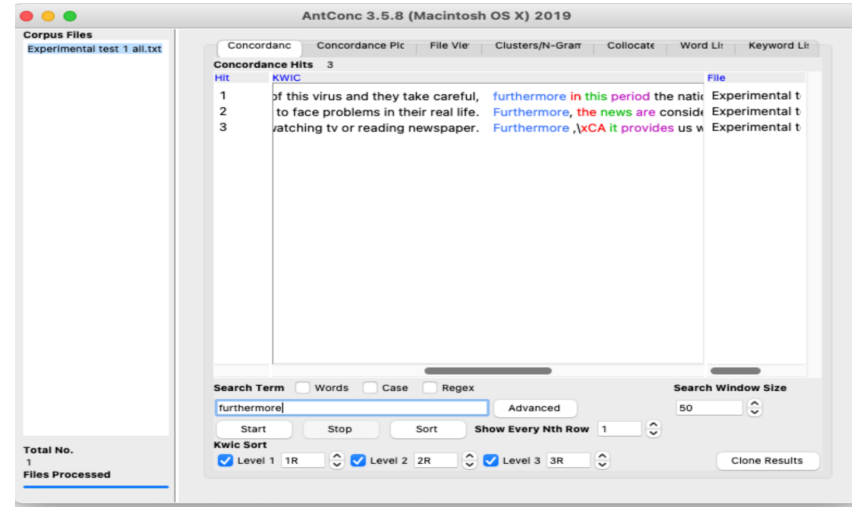 AntConc 3.5.8 (Macintosh OS X) 2019
Corpus Files
Experimental test 1 all.txt
Concordanc Concordance Plc File Vie Clusters/N-Gran Collocate Word Li Keyword Li
Concordance Hits 3
Hit KWIC File
1 of this virus and they take careful, furthermore in this period the natio Experimental t
2 to face problems in their real life. Furthermore, the news are conside Experimental t
3 watching tv or reading newspaper. Furthermore ,\xCA it provides us w Experimental t
Search Term Words Case Regex Search Window Size
furthermore Advanced 50
Start Stop Sort Show Every Nth Row 1
Kwic Sort
Level 1 1R Level 2 2R Level 3 3R Clone Results
Total No.
1
Files Processed